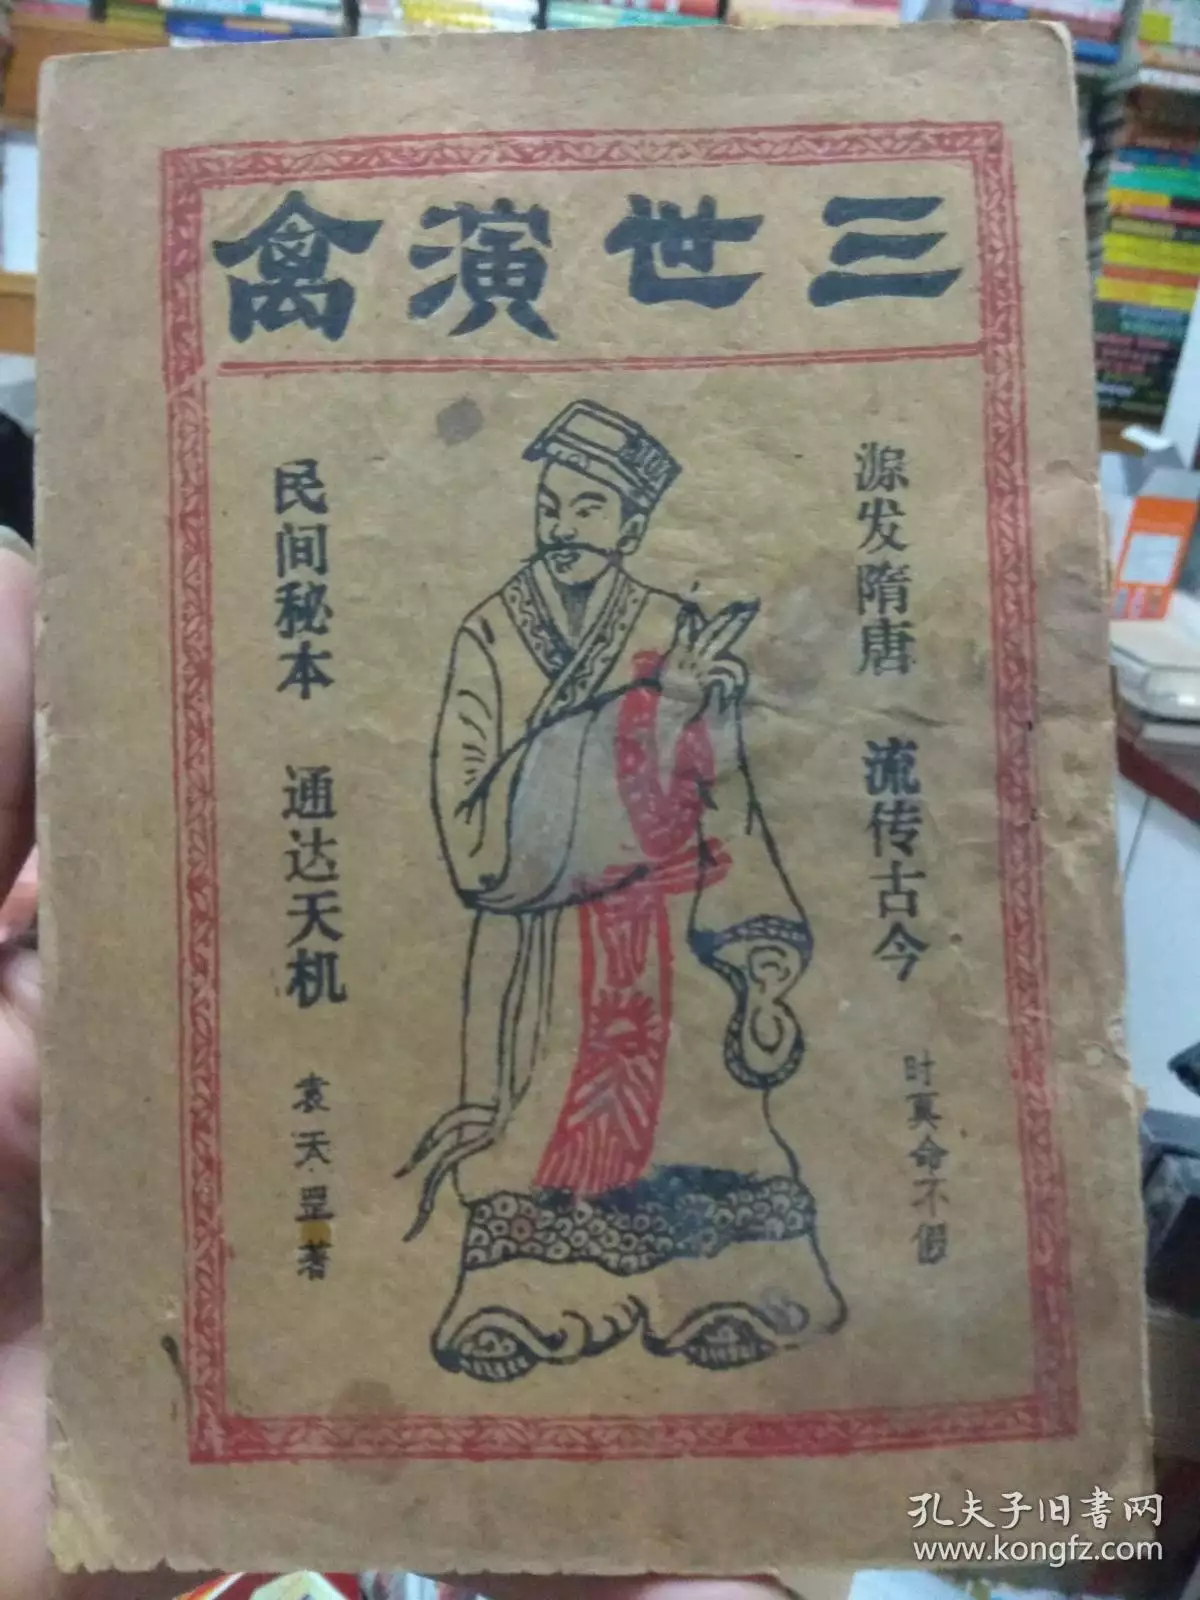 三世演禽
源发隋唐 流传古今
时真命不假
民间秘本 通达天机
袁天罡著
孔夫子旧書网
www.kongfz.com